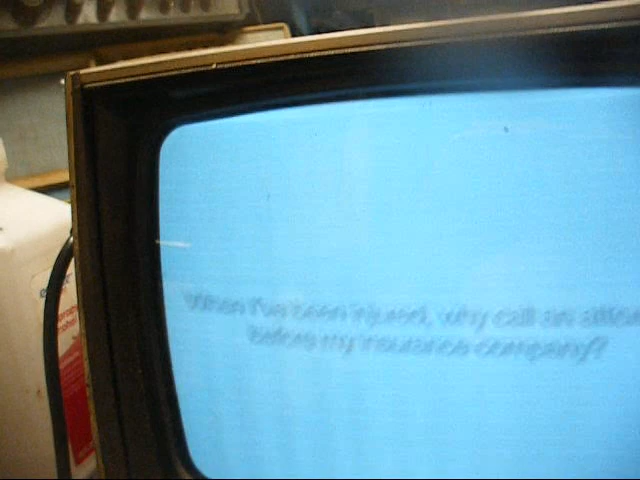 When I've been injured, why call an
before my insurance company?